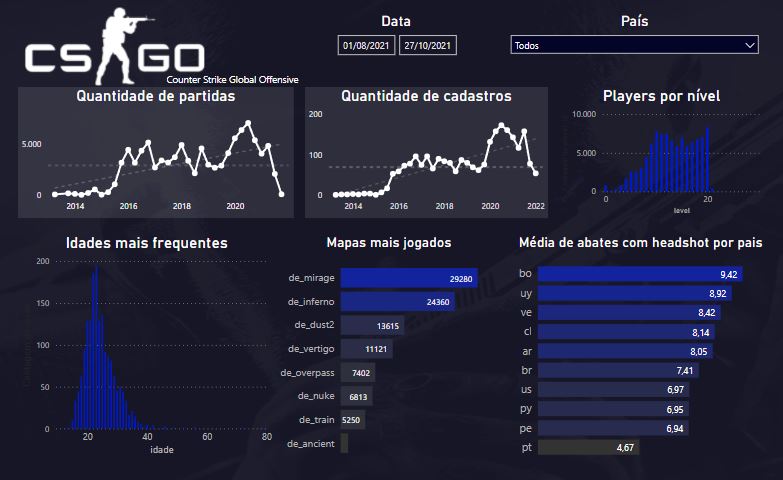 CS GO
Counter Strike Global Offensive
Data
01/08/2021 27/10/2021
País
Todos
Quantidade de partidas
5.000
0
2014 2016 2018 2020
Quantidade de cadastros
200
100
0
2014 2016 2018 2020 2022
Players por nível
10.000
5.000
0
0 20
level
Idades mais frequentes
200
150
100
50
0
20 40 60 80
idade
Mapas mais jogados
de_mirage 29280
de_inferno 24360
de_dust2 13615
de_vertigo 11121
de_overpass 7402
de_nuke 6813
de_train 5250
de_ancient
Média de abates com headshot por pais
bo 9,42
uy 8,92
ve 8,42
cl 8,14
ar 8,05
br 7,41
us 6,97
py 6,95
pe 6,94
pt 4,67